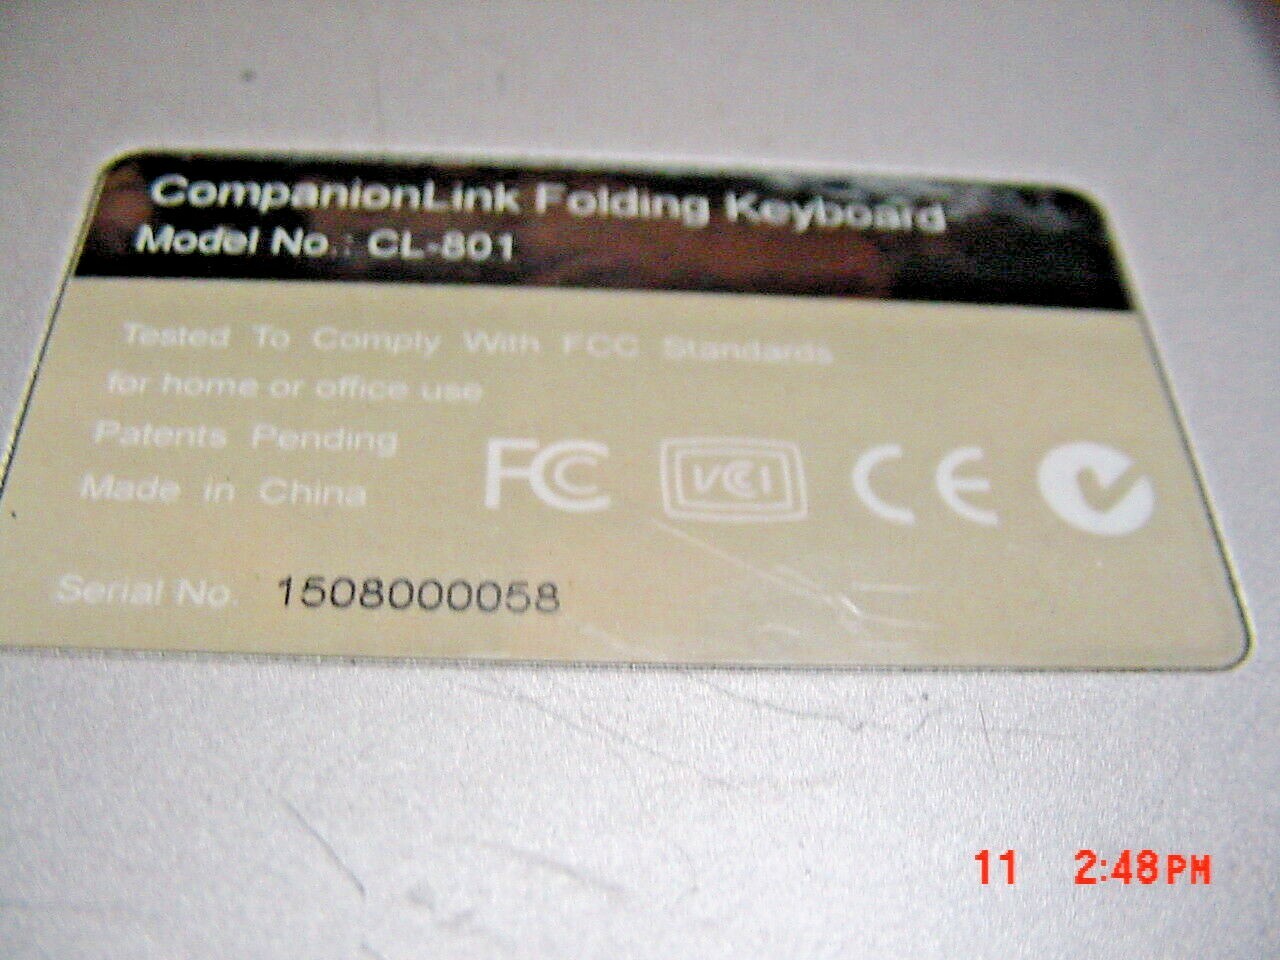 CompanionLink Folding Keyboard
Model No.: CL-801
Tested To Comply With FCC Standards
for home or office use
Patents Pending
Made in China
FC VCCI CE
Serial No. 1508000058
11 2:48PM